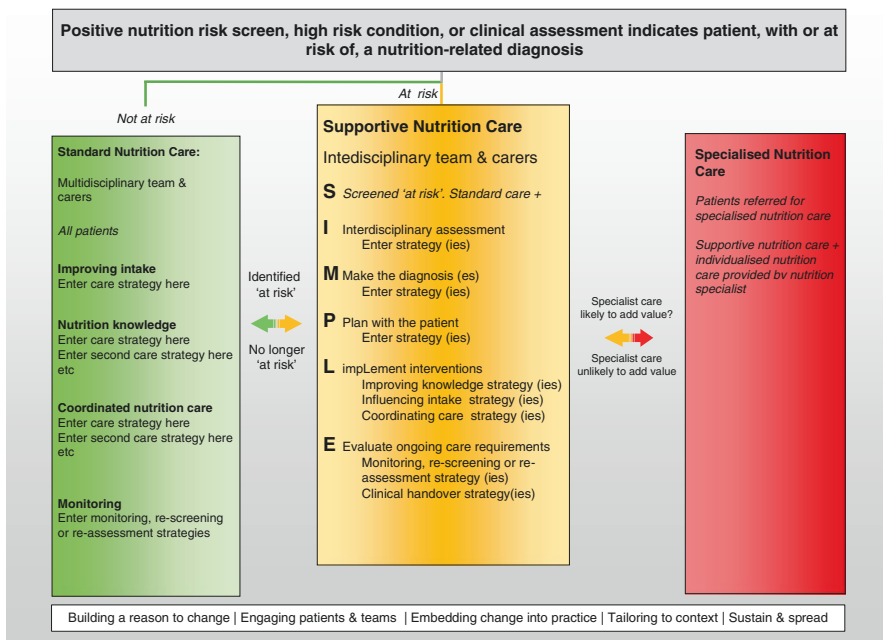 Positive nutrition risk screen, high risk condition, or clinical assessment indicates patient, with or at
risk of, a nutrition-related diagnosis
At risk
Not at risk
Standard Nutrition Care:
Multidisciplinary team &
carers
All patients
Improving intake
Enter care strategy here
Nutrition knowledge
Enter care strategy here
Enter second care strategy here
etc
Coordinated nutrition care
Enter care strategy here
Enter second care strategy here
etc
Monitoring
Enter monitoring, re-screening
or re-assessment strategies
Identified
'at risk'
No longer
'at risk'
Supportive Nutrition Care
Intedisciplinary team & carers
S Screened 'at risk'. Standard care +
I Interdisciplinary assessment
Enter strategy (ies)
M Make the diagnosis (es)
Enter strategy (ies)
P Plan with the patient
Enter strategy (ies)
L impLement interventions
Improving knowledge strategy (ies)
Influencing intake strategy (ies)
Coordinating care strategy (ies)
E Evaluate ongoing care requirements
Monitoring, re-screening or re-
assessment strategy (ies)
Clinical handover strategy(ies)
Specialist care
likely to add value?
Specialist care
unlikely to add value
Specialised Nutrition
Care
Patients referred for
specialised nutrition care
Supportive nutrition care +
individualised nutrition
care provided bv nutrition
specialist
Building a reason to change | Engaging patients & teams | Embedding change into practice | Tailoring to context | Sustain & spread